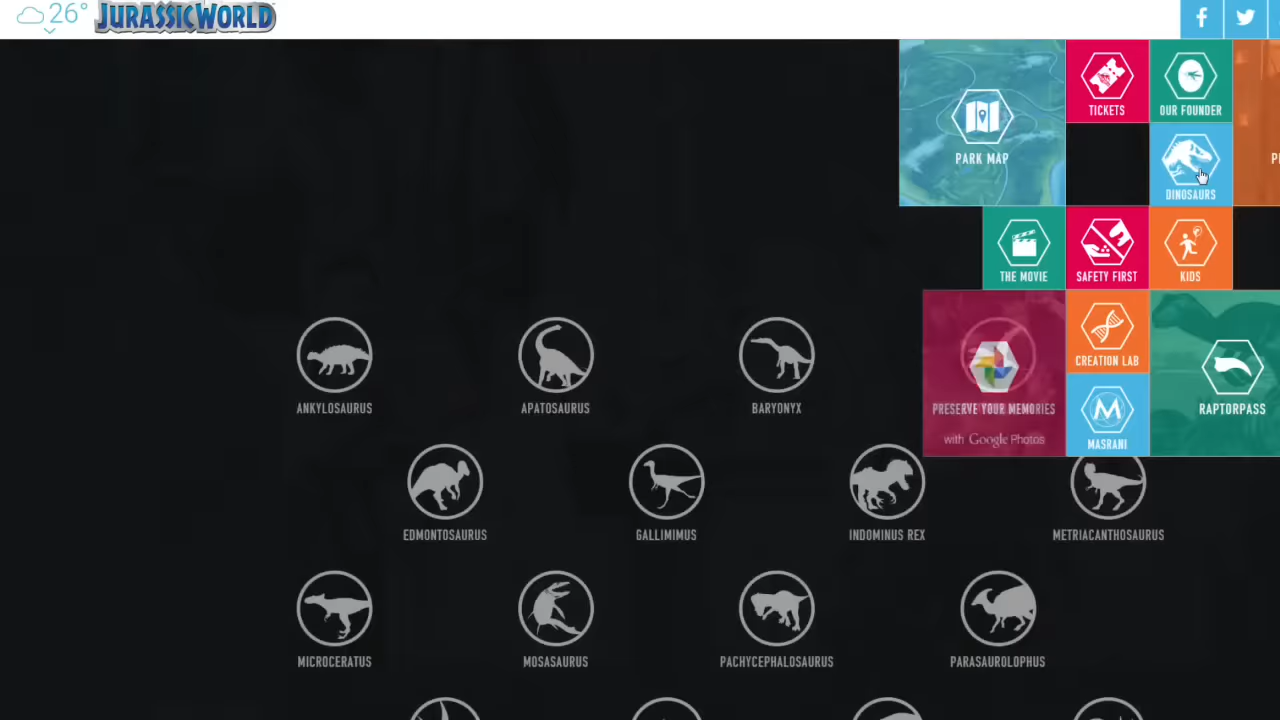 26°
JURASSIC WORLD
TICKETS
OUR FOUNDER
PARK MAP
DINOSAURS
THE MOVIE
SAFETY FIRST
KIDS
CREATION LAB
RAPTORPASS
PRESERVE YOUR MEMORIES
with Google Photos
MASRANI
ANKYLOSAURUS
APATOSAURUS
BARYONYX
EDMONTOSAURUS
GALLIMIMUS
INDOMINUS REX
METRIACANTHOSAURUS
MICROCERATUS
MOSASAURUS
PACHYCEPHALOSAURUS
PARASAUROLOPHUS